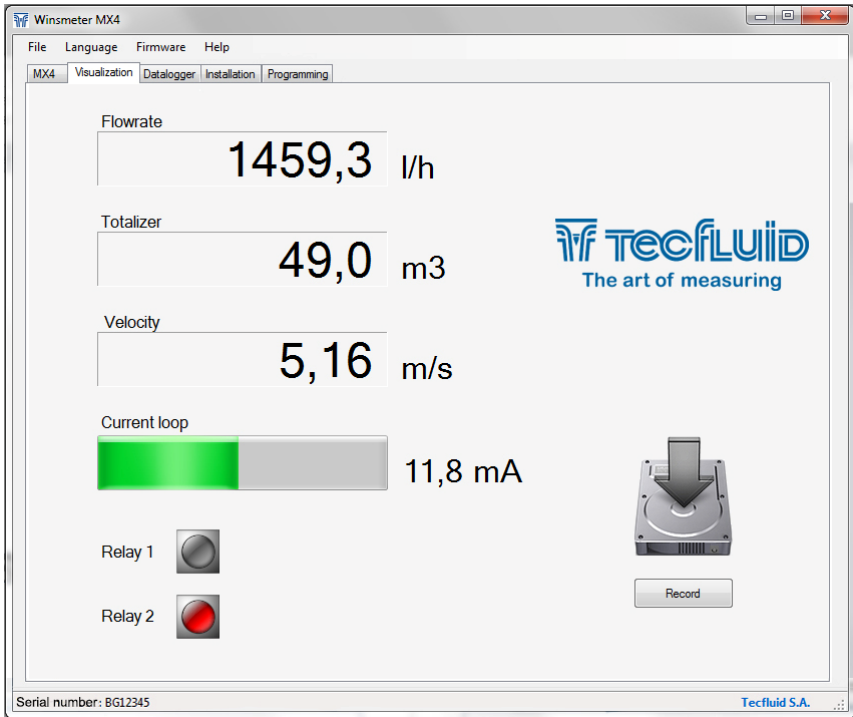 Winsmeter MX4
File Language Firmware Help
MX4 Visualization Datalogger Installation Programming
Flowrate
1459,3 l/h
Totalizer
49,0 m3
TECFLUID
The art of measuring
Velocity
5,16 m/s
Current loop
11,8 mA
Relay 1
Relay 2
Record
Serial number: BG12345 Tecfluid S.A.